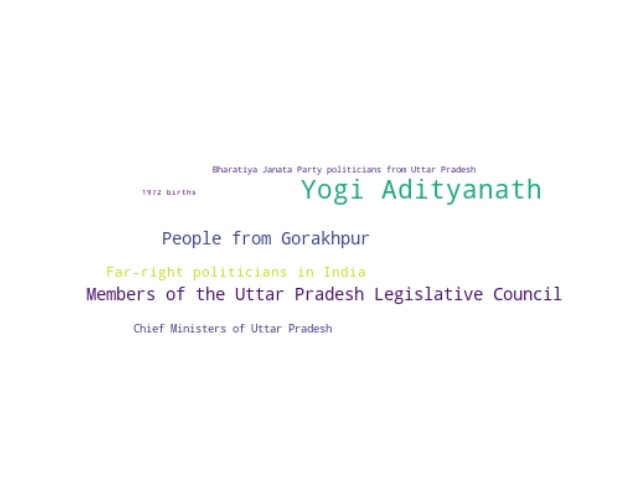 Bharatiya Janata Party politicians from Uttar Pradesh
1972 births
Yogi Adityanath
People from Gorakhpur
Far-right politicians in India
Members of the Uttar Pradesh Legislative Council
Chief Ministers of Uttar Pradesh